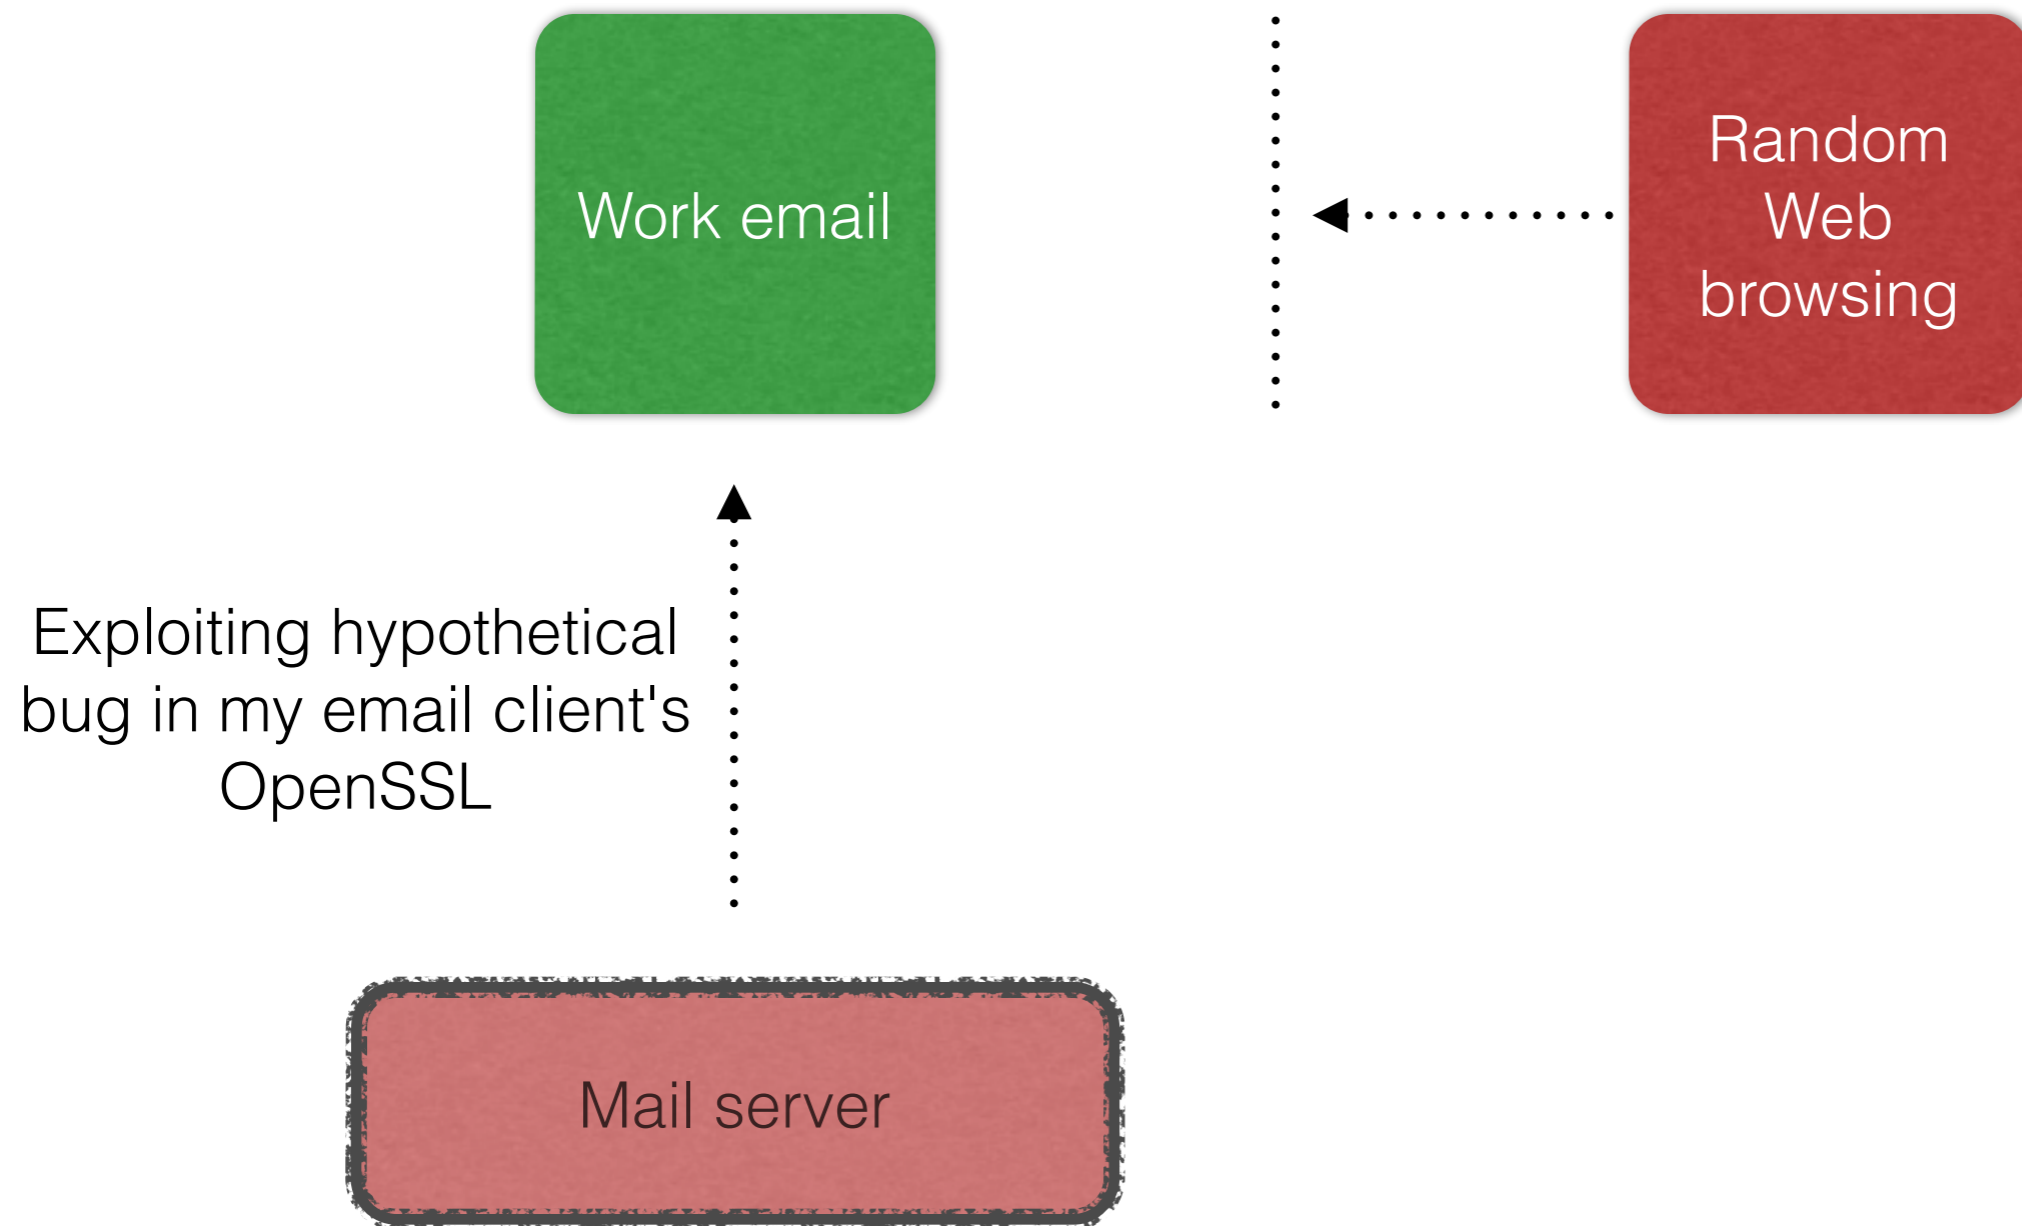 Work email
Random
Web
browsing
Exploiting hypothetical
bug in my email client's
OpenSSL
Mail server